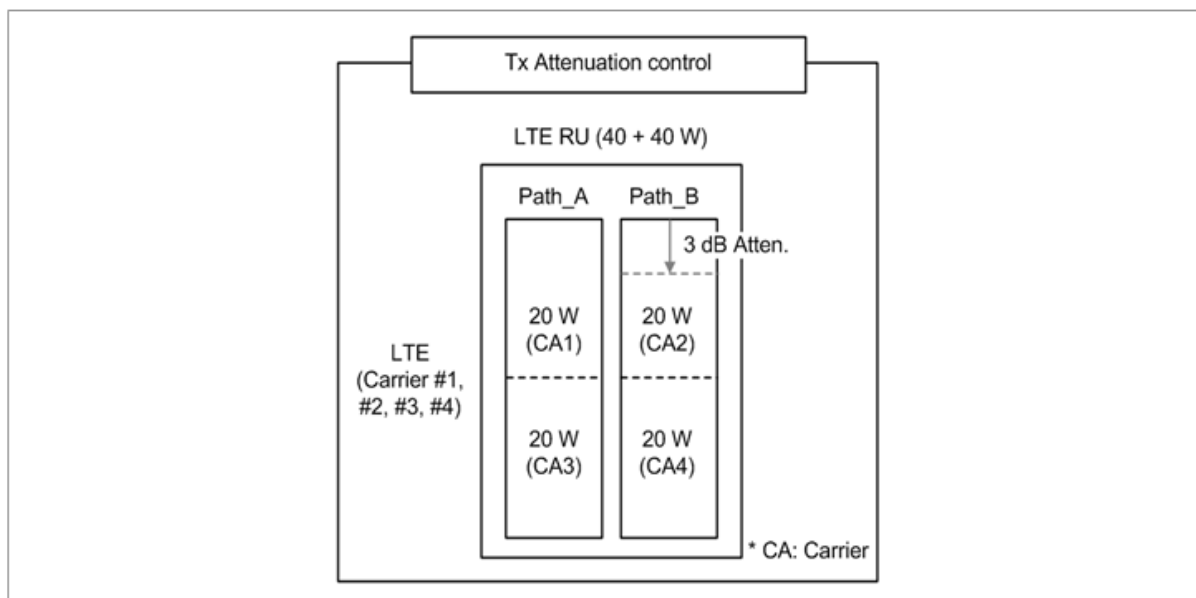 Tx Attenuation control
LTE RU (40 + 40 W)
Path_A
Path_B
3 dB Atten.
20 W
(CA1)
20 W
(CA2)
LTE
(Carrier #1,
#2, #3, #4)
20 W
(CA3)
20 W
(CA4)
* CA: Carrier